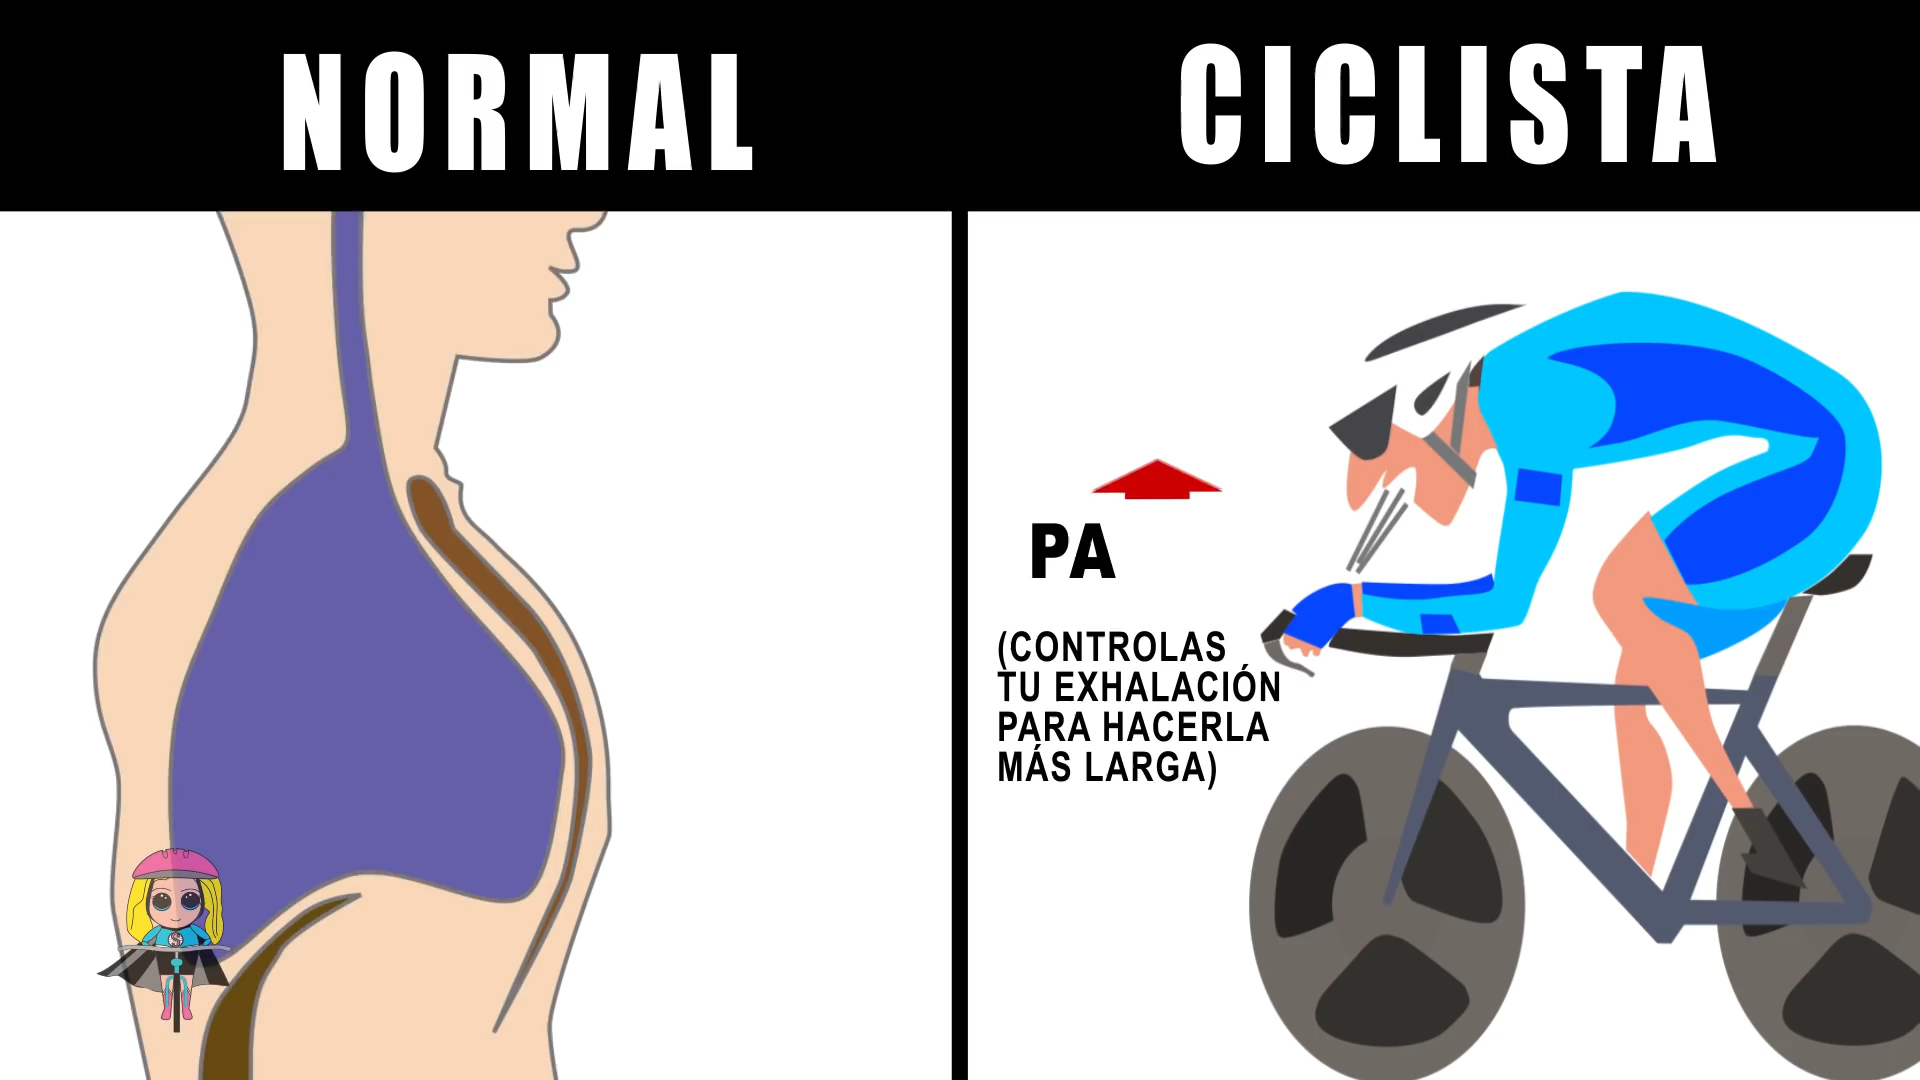 NORMAL
CICLISTA
PA
(CONTROLAS
TU EXHALACIÓN
PARA HACERLA
MÁS LARGA)